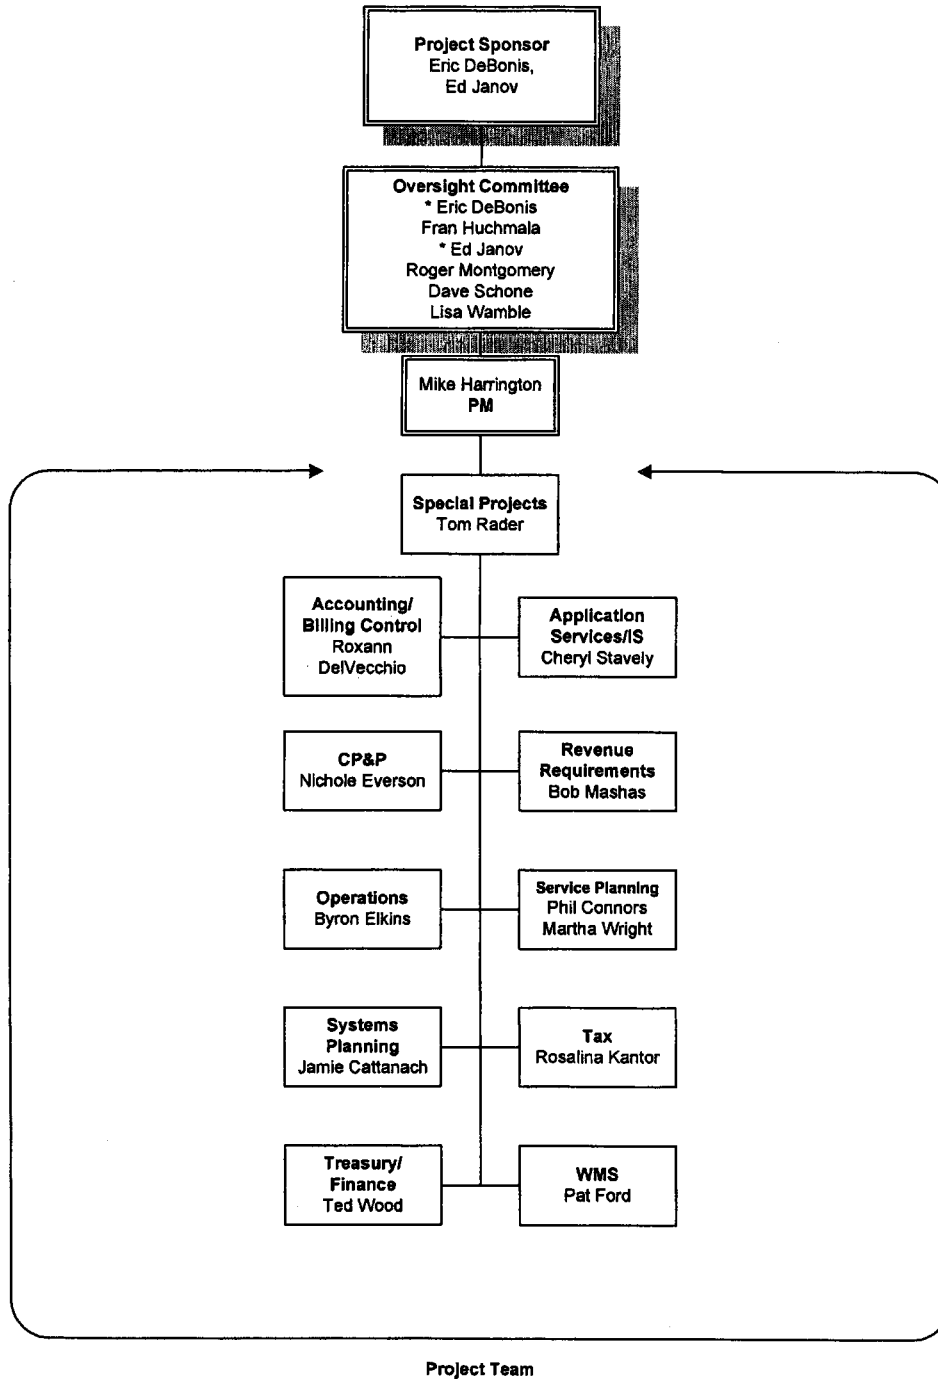 Project Sponsor
Eric DeBonis,
Ed Janov
Oversight Committee
* Eric DeBonis
Fran Huchmala
* Ed Janov
Roger Montgomery
Dave Schone
Lisa Wamble
Mike Harrington
PM
Special Projects
Tom Rader
Accounting/
Billing Control
Roxann
DelVecchio
Application
Services/IS
Cheryl Stavely
CP&P
Nichole Everson
Revenue
Requirements
Bob Mashas
Operations
Byron Elkins
Service Planning
Phil Connors
Martha Wright
Systems
Planning
Jamie Cattanach
Tax
Rosalina Kantor
Treasury/
Finance
Ted Wood
WMS
Pat Ford
Project Team